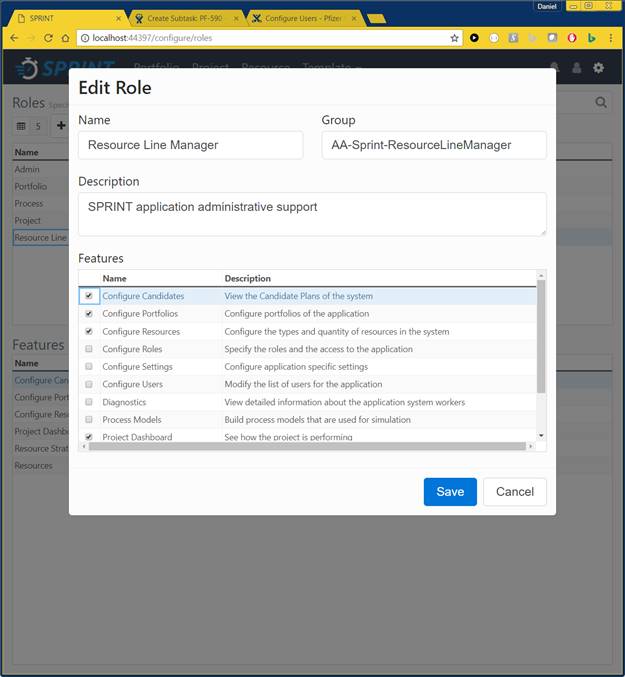 Daniel
SPRINT
Create Subtask: PF-590
Configure Users - Pfizer
localhost:44397/configure/roles
SPRINT Portfolio Project Resource Template
Edit Role
Roles
5
Name
Admin
Portfolio
Process
Project
Resource Line
Features
Name
Configure Can
Configure Port
Configure Res
Project Dashbo
Resource Strat
Resources
Name Group
Resource Line Manager AA-Sprint-ResourceLineManager
Description
SPRINT application administrative support
Features
Name Description
Configure Candidates View the Candidate Plans of the system
Configure Portfolios Configure portfolios of the application
Configure Resources Configure the types and quantity of resources in the system
Configure Roles Specify the roles and the access to the application
Configure Settings Configure application specific settings
Configure Users Modify the list of users for the application
Diagnostics View detailed information about the application system workers
Process Models Build process models that are used for simulation
Project Dashboard See how the project is performing
Save Cancel